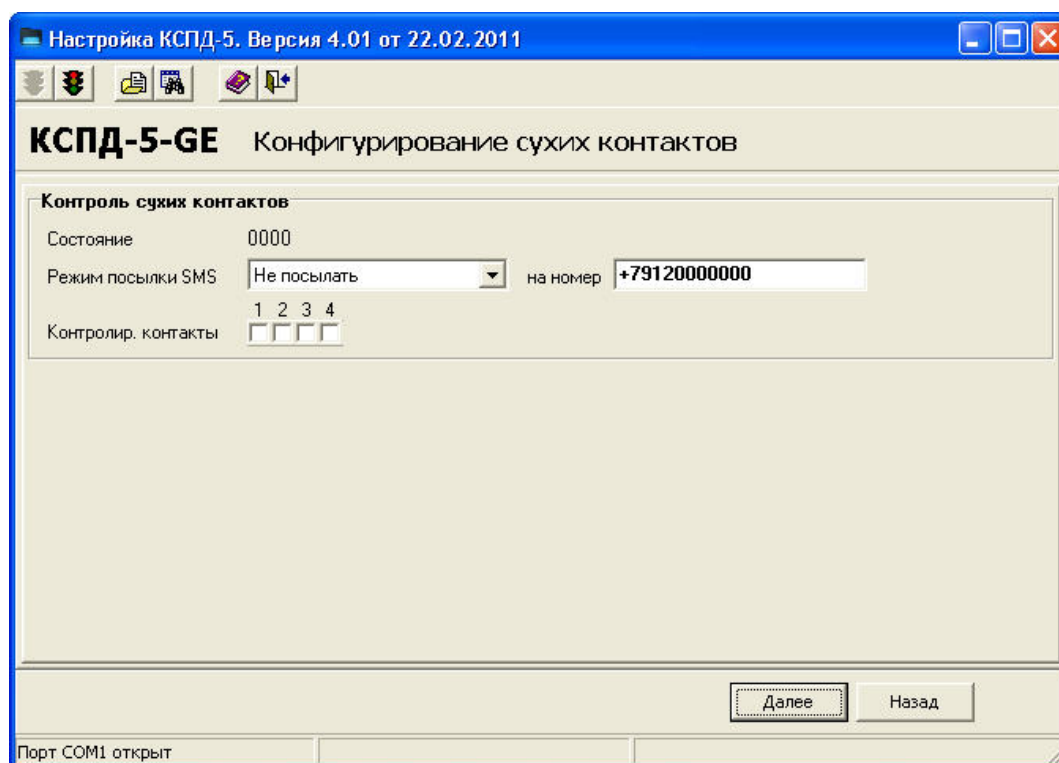 Настройка КСПД-5. Версия 4.01 от 22.02.2011
КСПД-5-GE Конфигурирование сухих контактов
Контроль сухих контактов
Состояние 0000
Режим посылки SMS Не посылать на номер +79120000000
1 2 3 4
Контролир. контакты
Далее Назад
Порт COM1 открыт